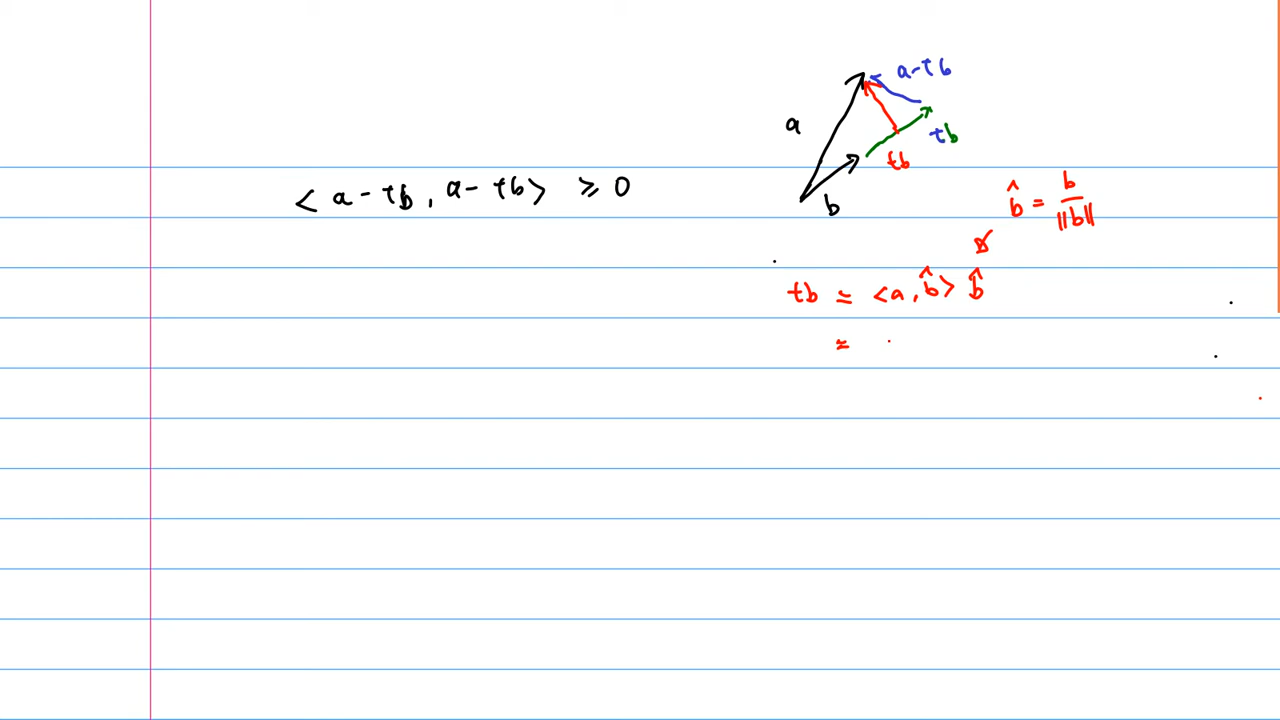 a - tb
a
tb
tb
b
< a - tb , a - tb > ≥ 0
b̂ = b / ||b||
tb = <a , b̂> b̂
=